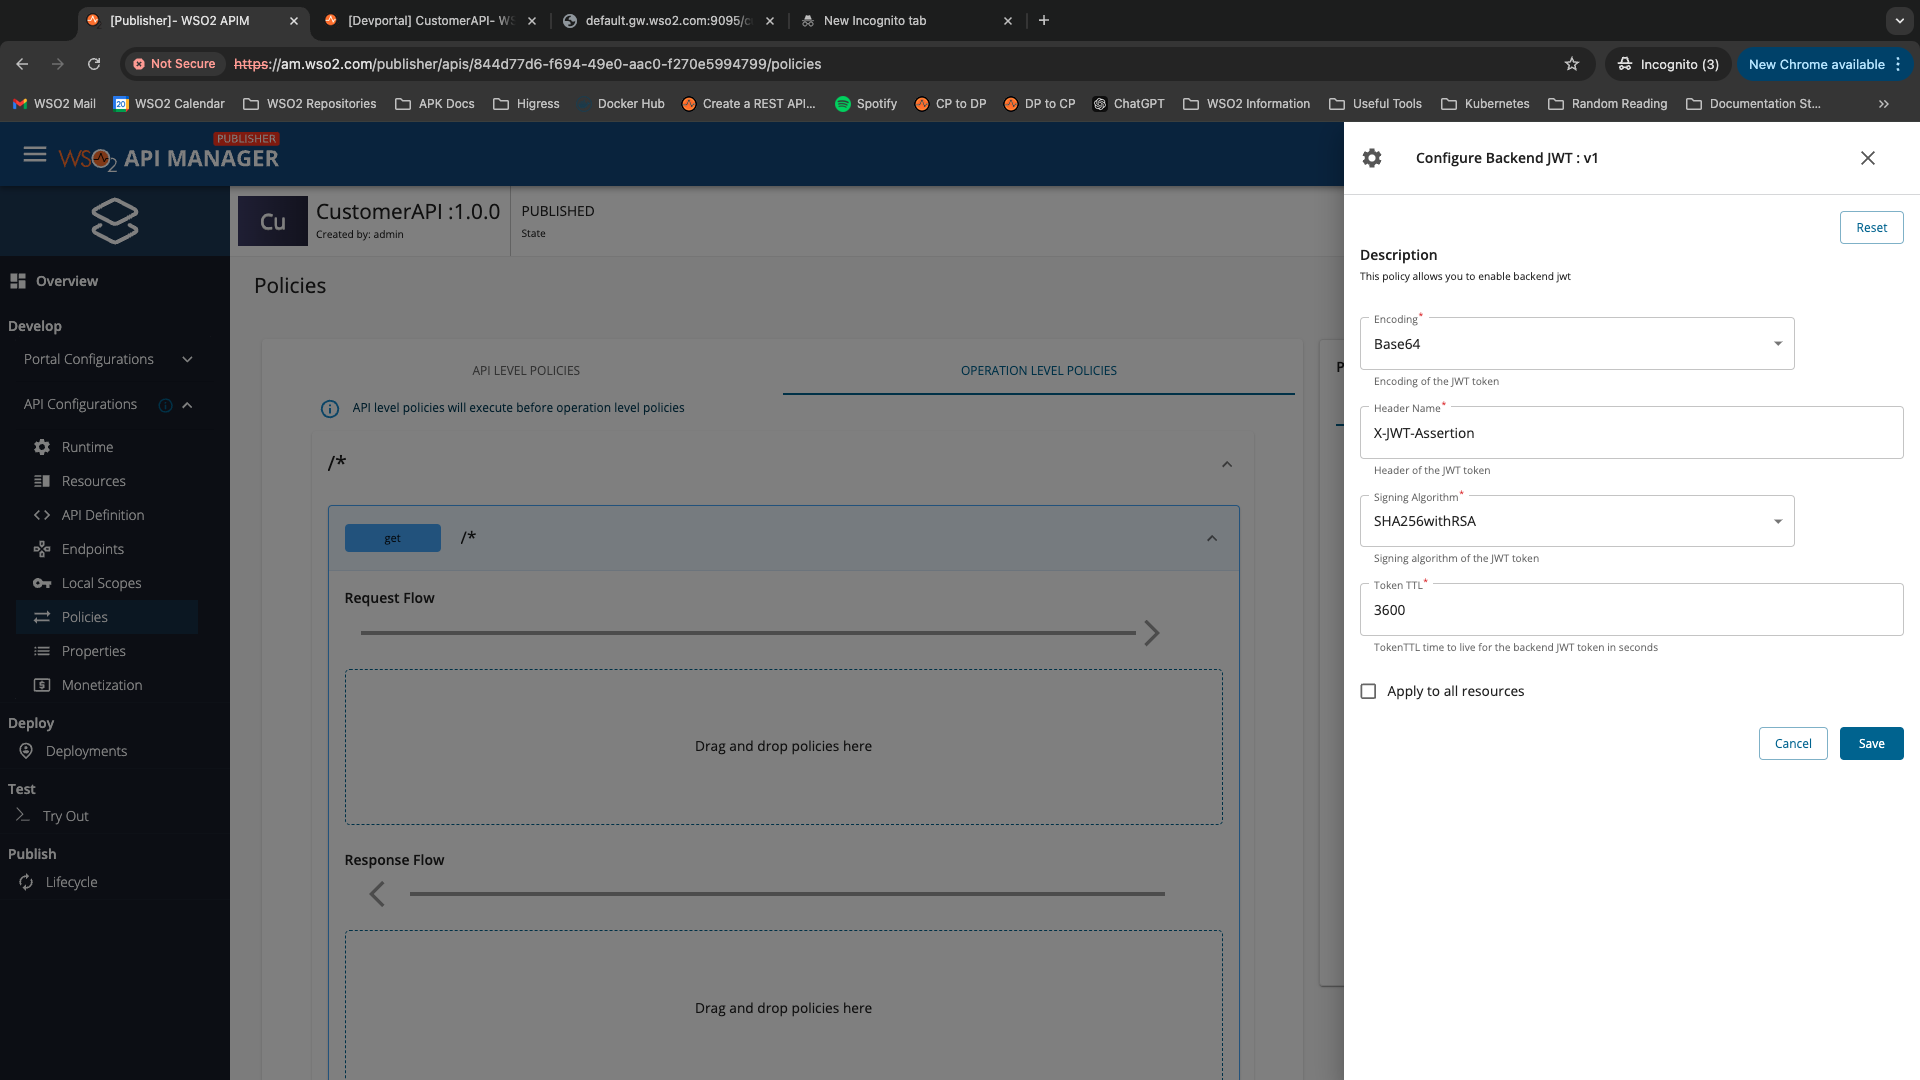 [Publisher]- WSO2 APIM
[Devportal] CustomerAPI- WS
default.gw.wso2.com:9095/c
New Incognito tab
Not Secure
https://am.wso2.com/publisher/apis/844d77d6-f694-49e0-aac0-f270e5994799/policies
Incognito (3)
New Chrome available
WSO2 Mail
20
WSO2 Calendar
WSO2 Repositories
APK Docs
Higress
Docker Hub
Create a REST API...
Spotify
CP to DP
DP to CP
ChatGPT
WSO2 Information
Useful Tools
Kubernetes
Random Reading
Documentation St...
PUBLISHER
WSO2 API MANAGER
Cu
CustomerAPI :1.0.0
Created by: admin
PUBLISHED
State
Overview
Develop
Portal Configurations
API Configurations
Runtime
Resources
API Definition
Endpoints
Local Scopes
Policies
Properties
Monetization
Deploy
Deployments
Test
Try Out
Publish
Lifecycle
Policies
API LEVEL POLICIES
OPERATION LEVEL POLICIES
API level policies will execute before operation level policies
/*
get
/*
Request Flow
Drag and drop policies here
Response Flow
Drag and drop policies here
P
Configure Backend JWT : v1
Reset
Description
This policy allows you to enable backend jwt
Encoding*
Base64
Encoding of the JWT token
Header Name*
X-JWT-Assertion
Header of the JWT token
Signing Algorithm*
SHA256withRSA
Signing algorithm of the JWT token
Token TTL*
3600
TokenTTL time to live for the backend JWT token in seconds
Apply to all resources
Cancel
Save